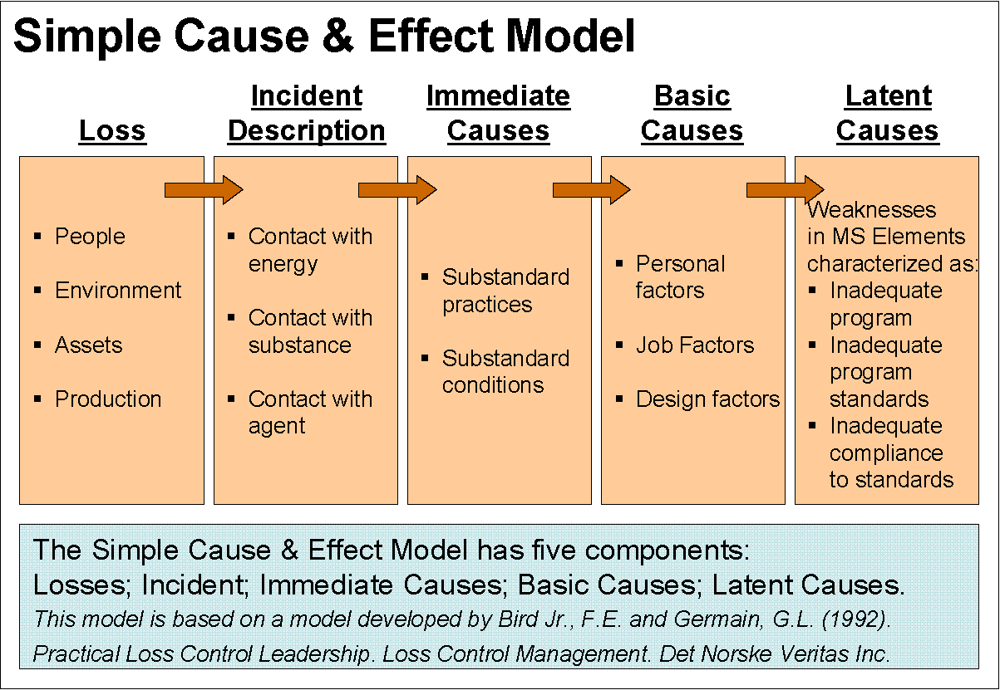 Simple Cause & Effect Model
Loss
Incident
Description
Immediate
Causes
Basic
Causes
Latent
Causes
▪ People
▪ Environment
▪ Assets
▪ Production
▪ Contact with
energy
▪ Contact with
substance
▪ Contact with
agent
▪ Substandard
practices
▪ Substandard
conditions
▪ Personal
factors
▪ Job Factors
▪ Design factors
Weaknesses
in MS Elements
characterized as:
▪ Inadequate
program
▪ Inadequate
program
standards
▪ Inadequate
compliance
to standards
The Simple Cause & Effect Model has five components:
Losses; Incident; Immediate Causes; Basic Causes; Latent Causes.
This model is based on a model developed by Bird Jr., F.E. and Germain, G.L. (1992).
Practical Loss Control Leadership. Loss Control Management. Det Norske Veritas Inc.